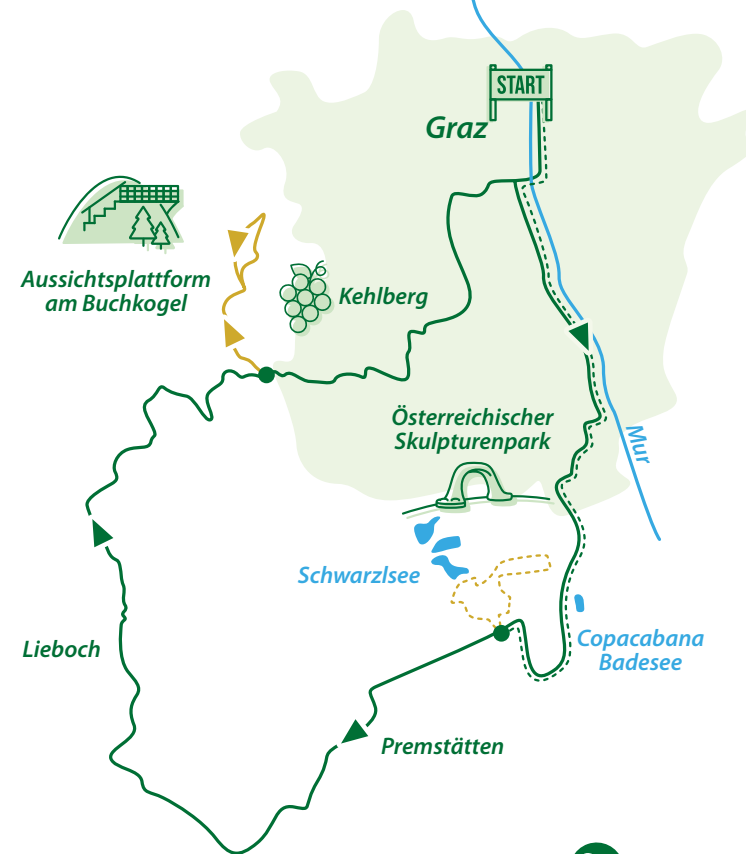 START
Graz
Aussichtsplattform
am Buchkogel
Kehlberg
Österreichischer
Skulpturenpark
Mur
Schwarzlsee
Copacabana
Badesee
Lieboch
Premstätten